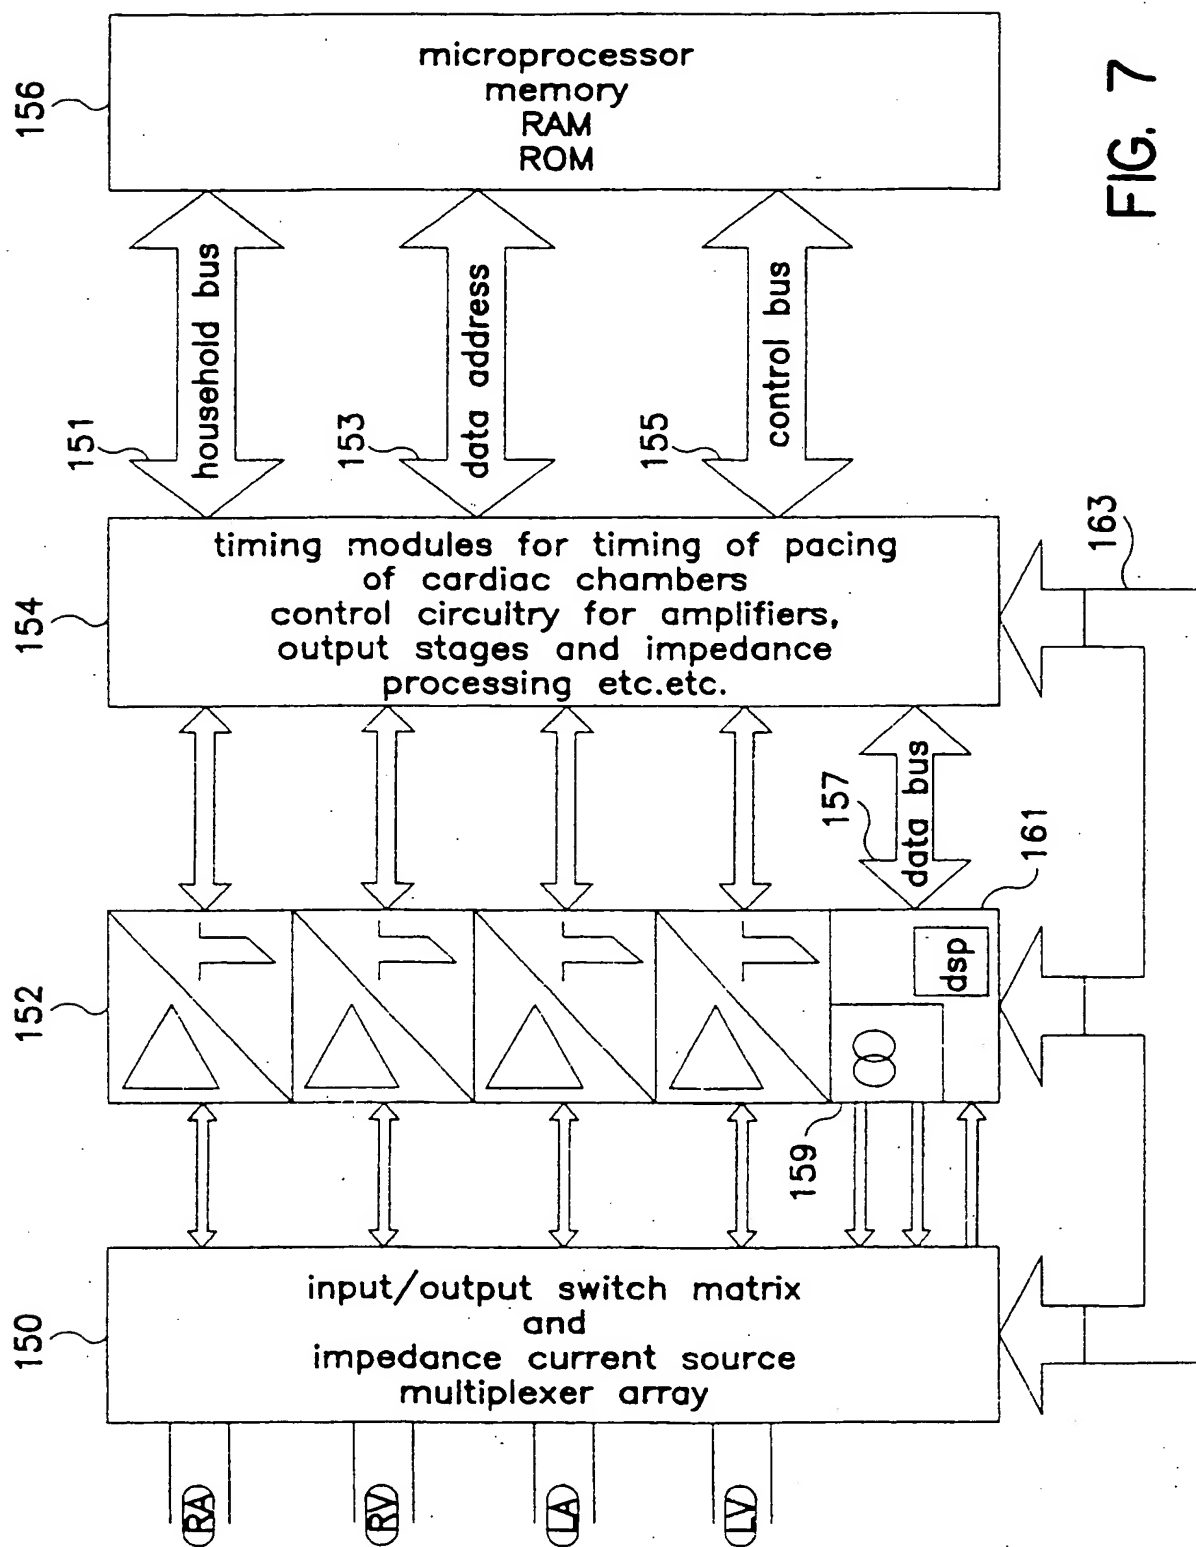 156
microprocessor
memory
RAM
ROM
151
household bus
153
data address
155
control bus
154
timing modules for timing of pacing
of cardiac chambers
control circuitry for amplifiers,
output stages and impedance
processing etc.etc.
163
157
data bus
161
152
dsp
159
150
input/output switch matrix
and
impedance current source
multiplexer array
RA
RV
LA
LV
FIG. 7